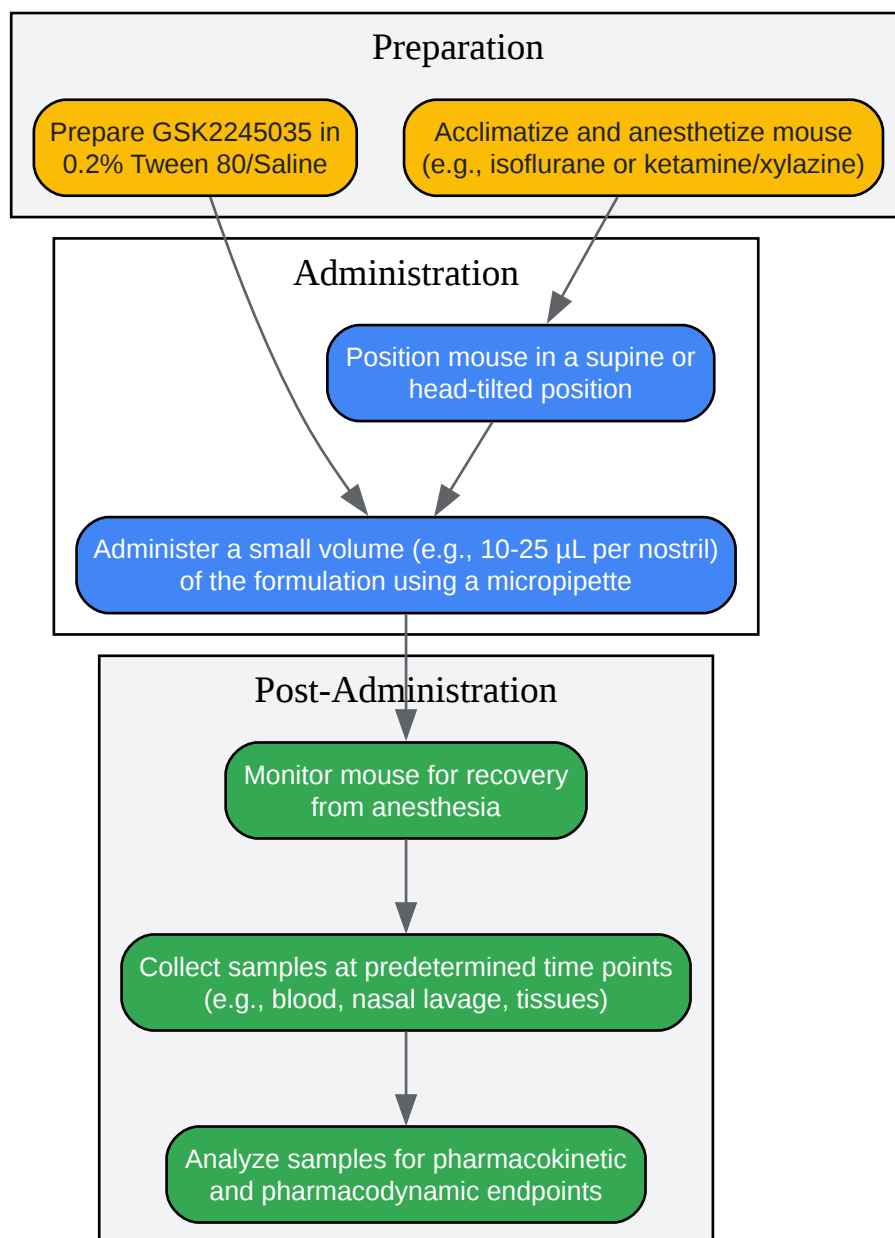 Preparation
Prepare GSK2245035 in
0.2% Tween 80/Saline
Acclimatize and anesthetize mouse
(e.g., isoflurane or ketamine/xylazine)
Administration
Position mouse in a supine or
head-tilted position
Administer a small volume (e.g., 10-25 µL per nostril)
of the formulation using a micropipette
Post-Administration
Monitor mouse for recovery
from anesthesia
Collect samples at predetermined time points
(e.g., blood, nasal lavage, tissues)
Analyze samples for pharmacokinetic
and pharmacodynamic endpoints